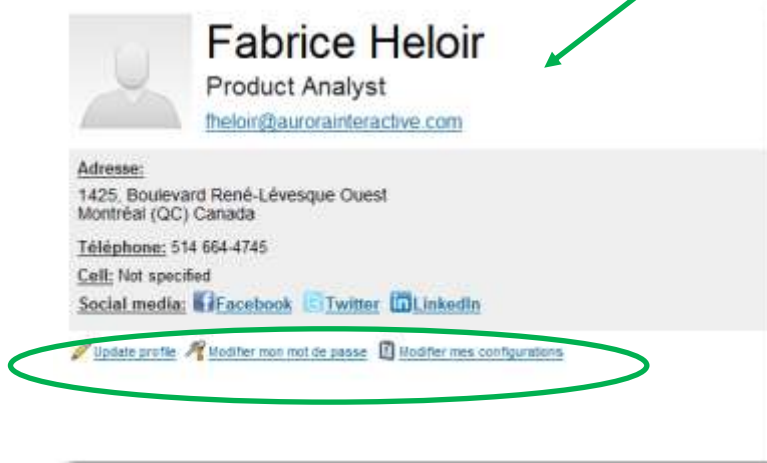 Fabrice Heloir
Product Analyst
fheloir@aurorainteractive.com
Adresse:
1425, Boulevard René-Lévesque Ouest
Montréal (QC) Canada
Téléphone: 514 664-4745
Cell: Not specified
Social media: Facebook Twitter LinkedIn
Update profile Modifier mon mot de passe Modifier mes configurations